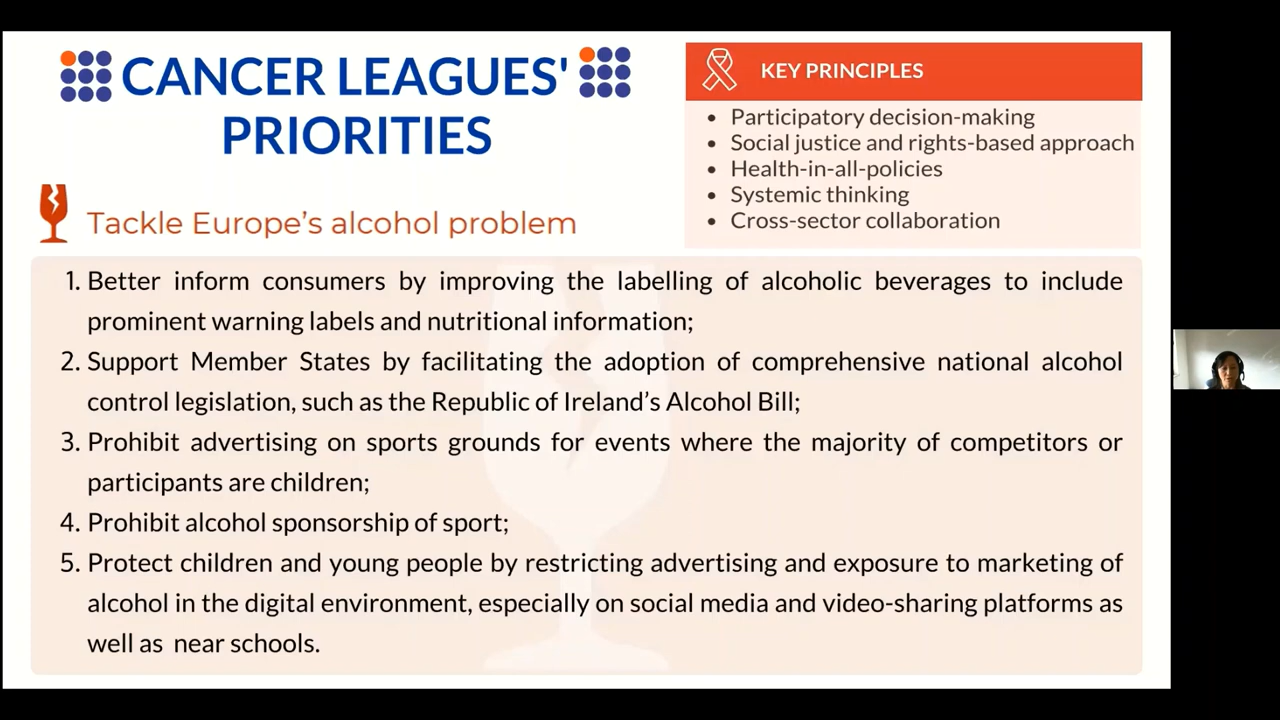 CANCER LEAGUES'
PRIORITIES
KEY PRINCIPLES
• Participatory decision-making
• Social justice and rights-based approach
• Health-in-all-policies
• Systemic thinking
• Cross-sector collaboration
Tackle Europe's alcohol problem
1. Better inform consumers by improving the labelling of alcoholic beverages to include
prominent warning labels and nutritional information;
2. Support Member States by facilitating the adoption of comprehensive national alcohol
control legislation, such as the Republic of Ireland's Alcohol Bill;
3. Prohibit advertising on sports grounds for events where the majority of competitors or
participants are children;
4. Prohibit alcohol sponsorship of sport;
5. Protect children and young people by restricting advertising and exposure to marketing of
alcohol in the digital environment, especially on social media and video-sharing platforms as
well as near schools.